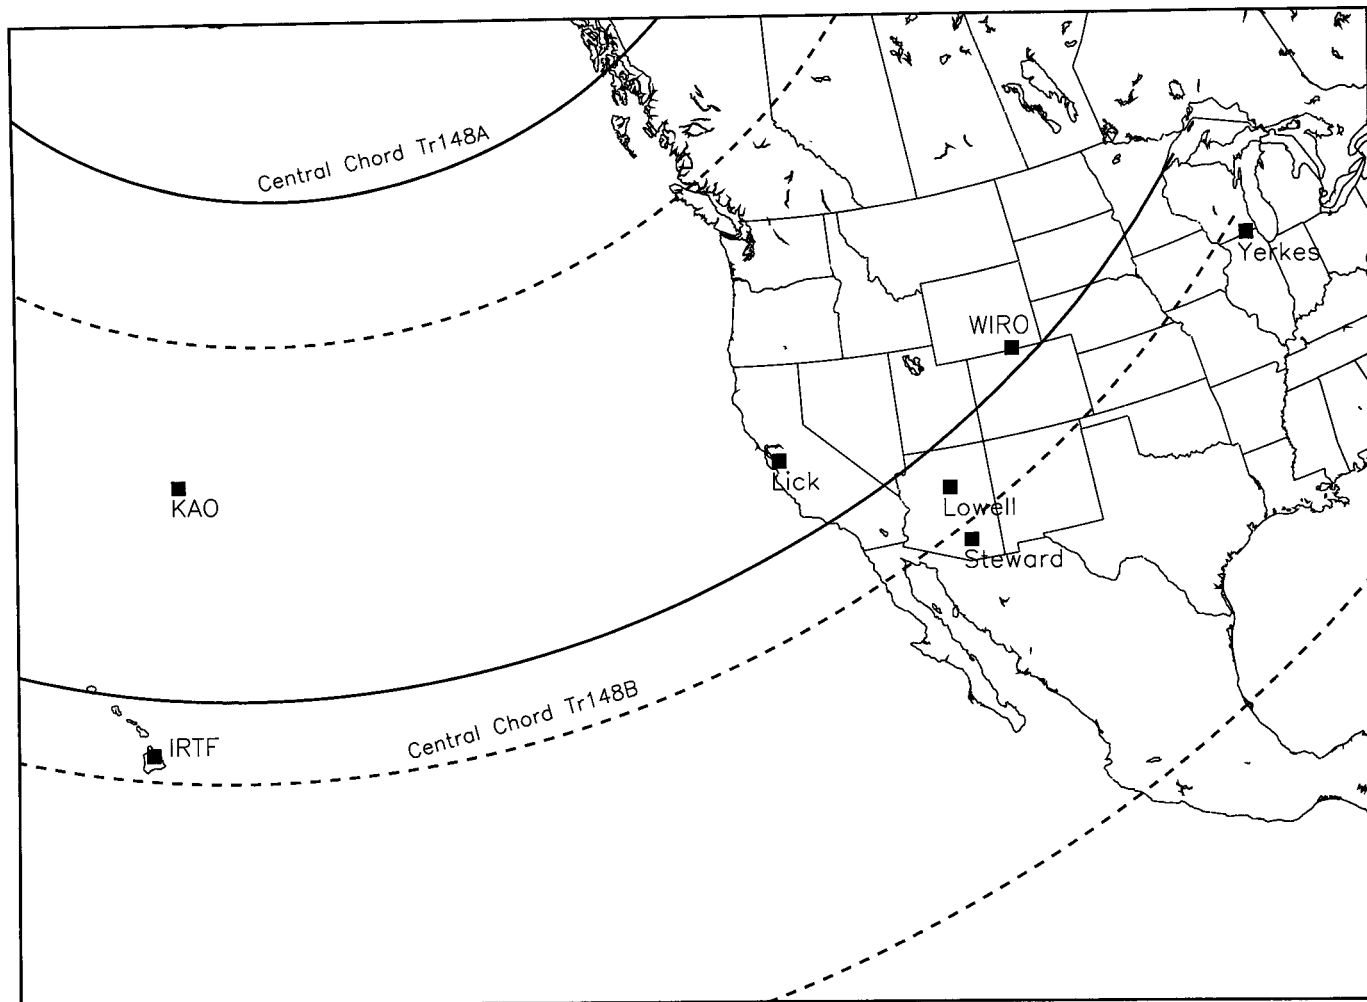 Central Chord Tr148A
Yerkes
WIRO
Lick
KAO
Lowell
Steward
Central Chord Tr148B
IRTF